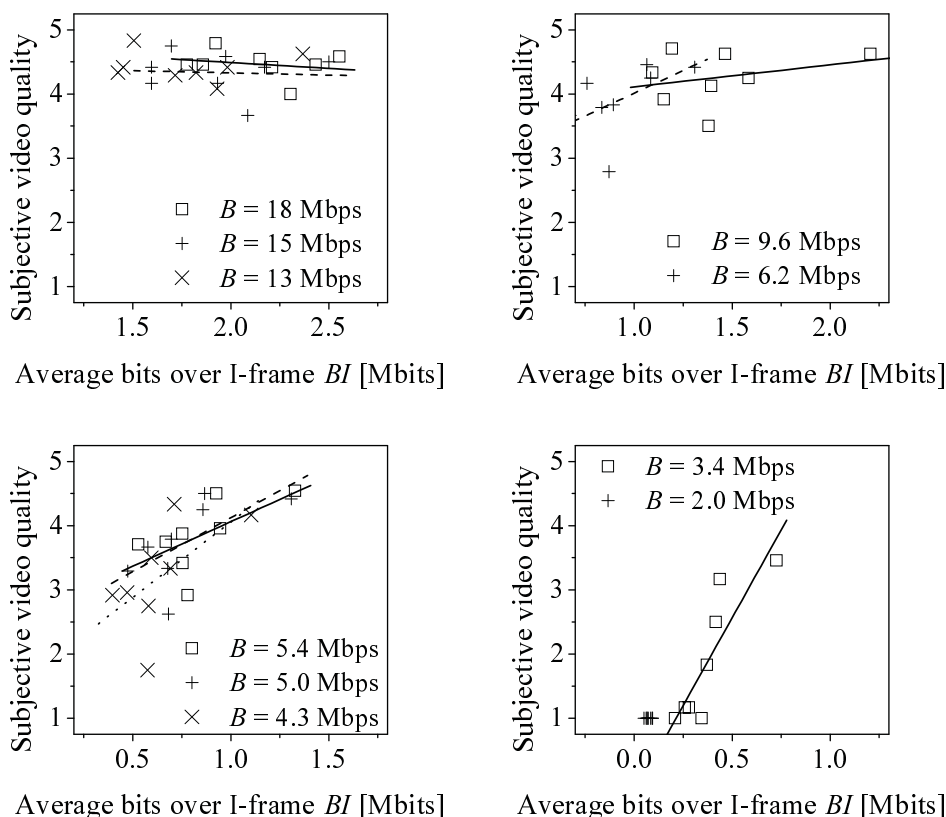 Subjective video quality
5
4
3
2
1
B = 18 Mbps
B = 15 Mbps
B = 13 Mbps
1.5 2.0 2.5
Average bits over I-frame BI [Mbits]
Subjective video quality
5
4
3
2
1
B = 9.6 Mbps
B = 6.2 Mbps
1.0 1.5 2.0
Average bits over I-frame BI [Mbits]
Subjective video quality
5
4
3
2
1
B = 5.4 Mbps
B = 5.0 Mbps
B = 4.3 Mbps
0.5 1.0 1.5
Average bits over I-frame BI [Mbits]
Subjective video quality
5
4
3
2
1
B = 3.4 Mbps
B = 2.0 Mbps
0.0 0.5 1.0
Average bits over I-frame BI [Mbits]